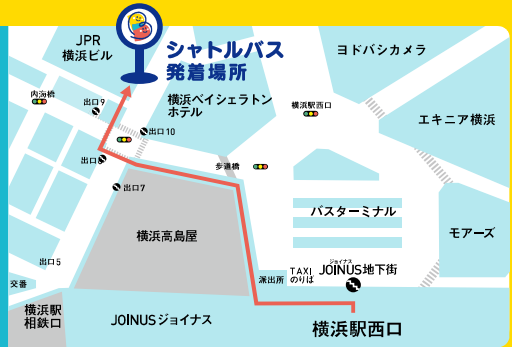 JPR
横浜ビル
シャトルバス
発着場所
ヨドバシカメラ
内海橋
出口9
横浜ベイシェラトン
ホテル
横浜駅西口
エキニア横浜
出口10
出口8
歩道橋
出口7
バスターミナル
横浜高島屋
モアーズ
出口5
ジョイナス
JOINUS地下街
TAXI
のりば
派出所
交番
横浜駅
相鉄口
JOINUSジョイナス
横浜駅西口